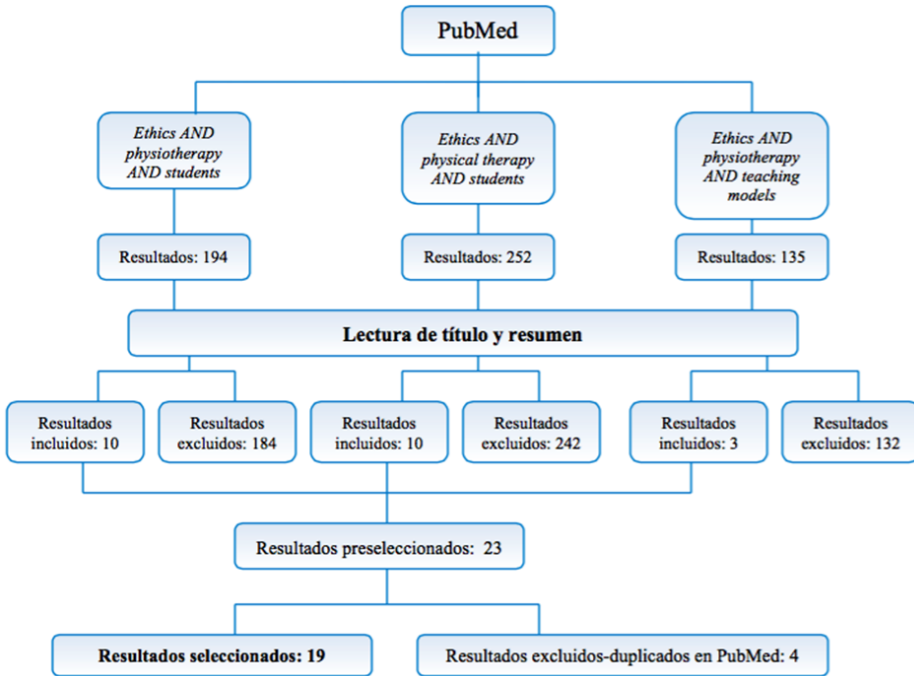 PubMed
Ethics AND
physiotherapy
AND students
Ethics AND
physical therapy
AND students
Ethics AND
physiotherapy
AND teaching
models
Resultados: 194
Resultados: 252
Resultados: 135
Lectura de título y resumen
Resultados
incluidos: 10
Resultados
excluidos: 184
Resultados
incluidos: 10
Resultados
excluidos: 242
Resultados
incluidos: 3
Resultados
excluidos: 132
Resultados preseleccionados: 23
Resultados seleccionados: 19
Resultados excluidos-duplicados en PubMed: 4